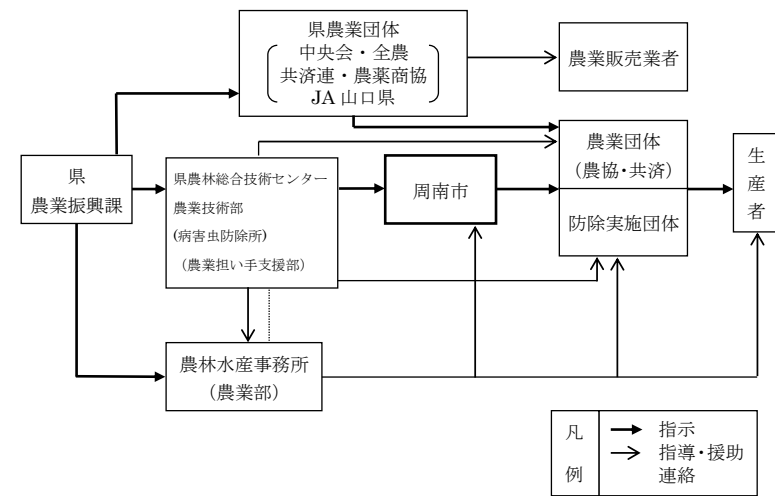 県農業団体
中央会・全農
共済連・農薬商協
JA 山口県
農業販売業者
県
農業振興課
県農林総合技術センター
農業技術部
(病害虫防除所)
（農業担い手支援部）
周南市
農業団体
(農協・共済)
防除実施団体
生産者
農林水産事務所
（農業部）
凡例
指示
指導・援助
連絡